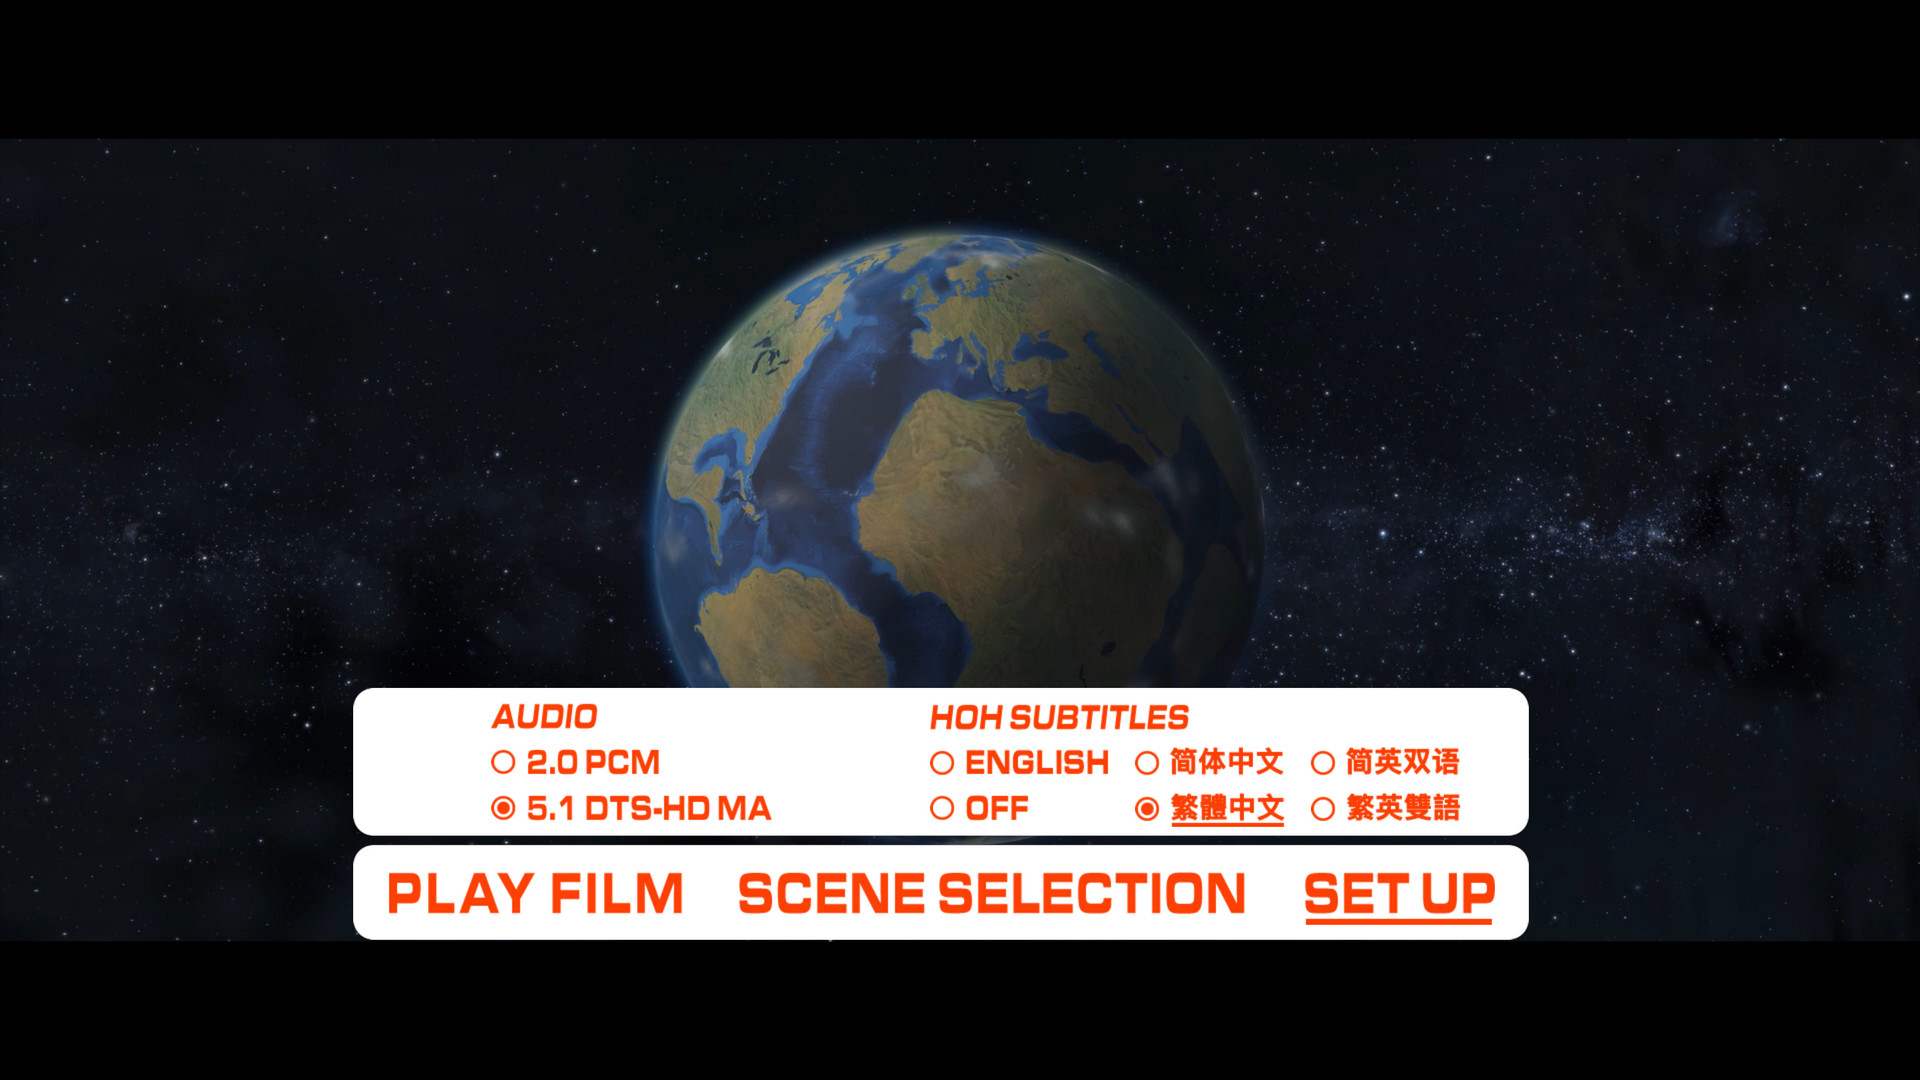 AUDIO
2.0 PCM
5.1 DTS-HD MA
HOH SUBTITLES
ENGLISH 简体中文 简英双语
OFF 繁體中文 繁英雙語
PLAY FILM SCENE SELECTION SET UP